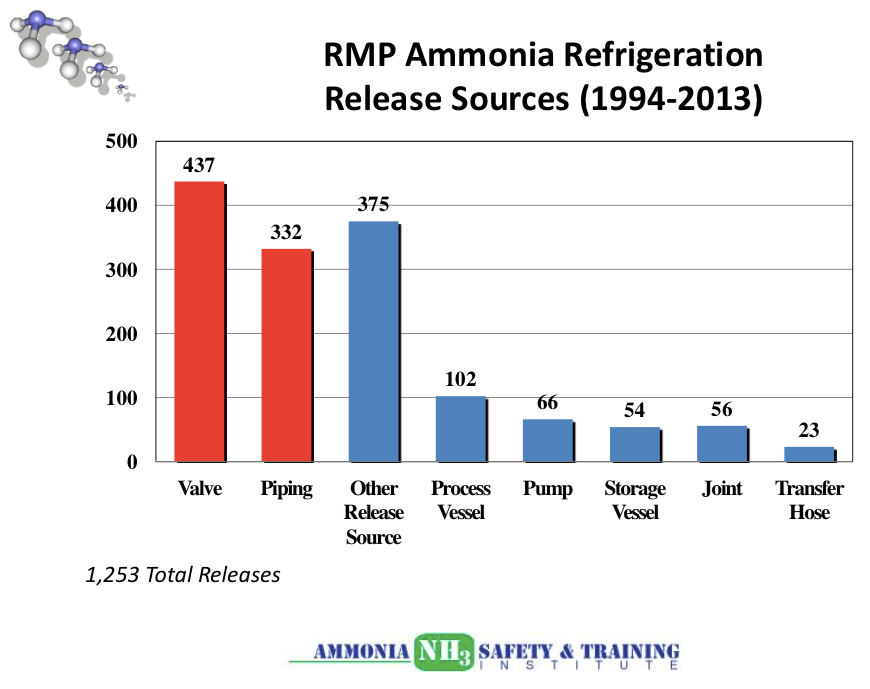 RMP Ammonia Refrigeration
Release Sources (1994-2013)
500
400
300
200
100
0
437
332
375
102
66
54
56
23
Valve
Piping
Other
Release
Source
Process
Vessel
Pump
Storage
Vessel
Joint
Transfer
Hose
1,253 Total Releases
AMMONIA NH3 SAFETY & TRAINING
INSTITUTE